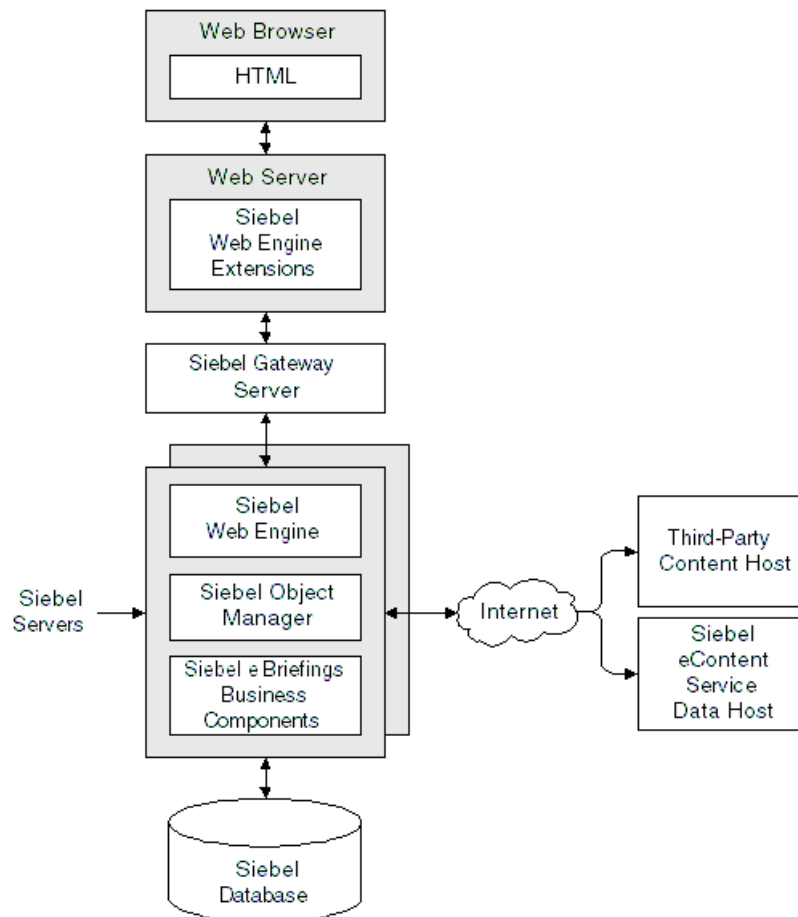 Web Browser
HTML
Web Server
Siebel
Web Engine
Extensions
Siebel Gateway
Server
Siebel
Web Engine
Siebel Object
Manager
Siebel eBriefings
Business
Components
Siebel
Servers
Internet
Third-Party
Content Host
Siebel
eContent
Service
Data Host
Siebel
Database